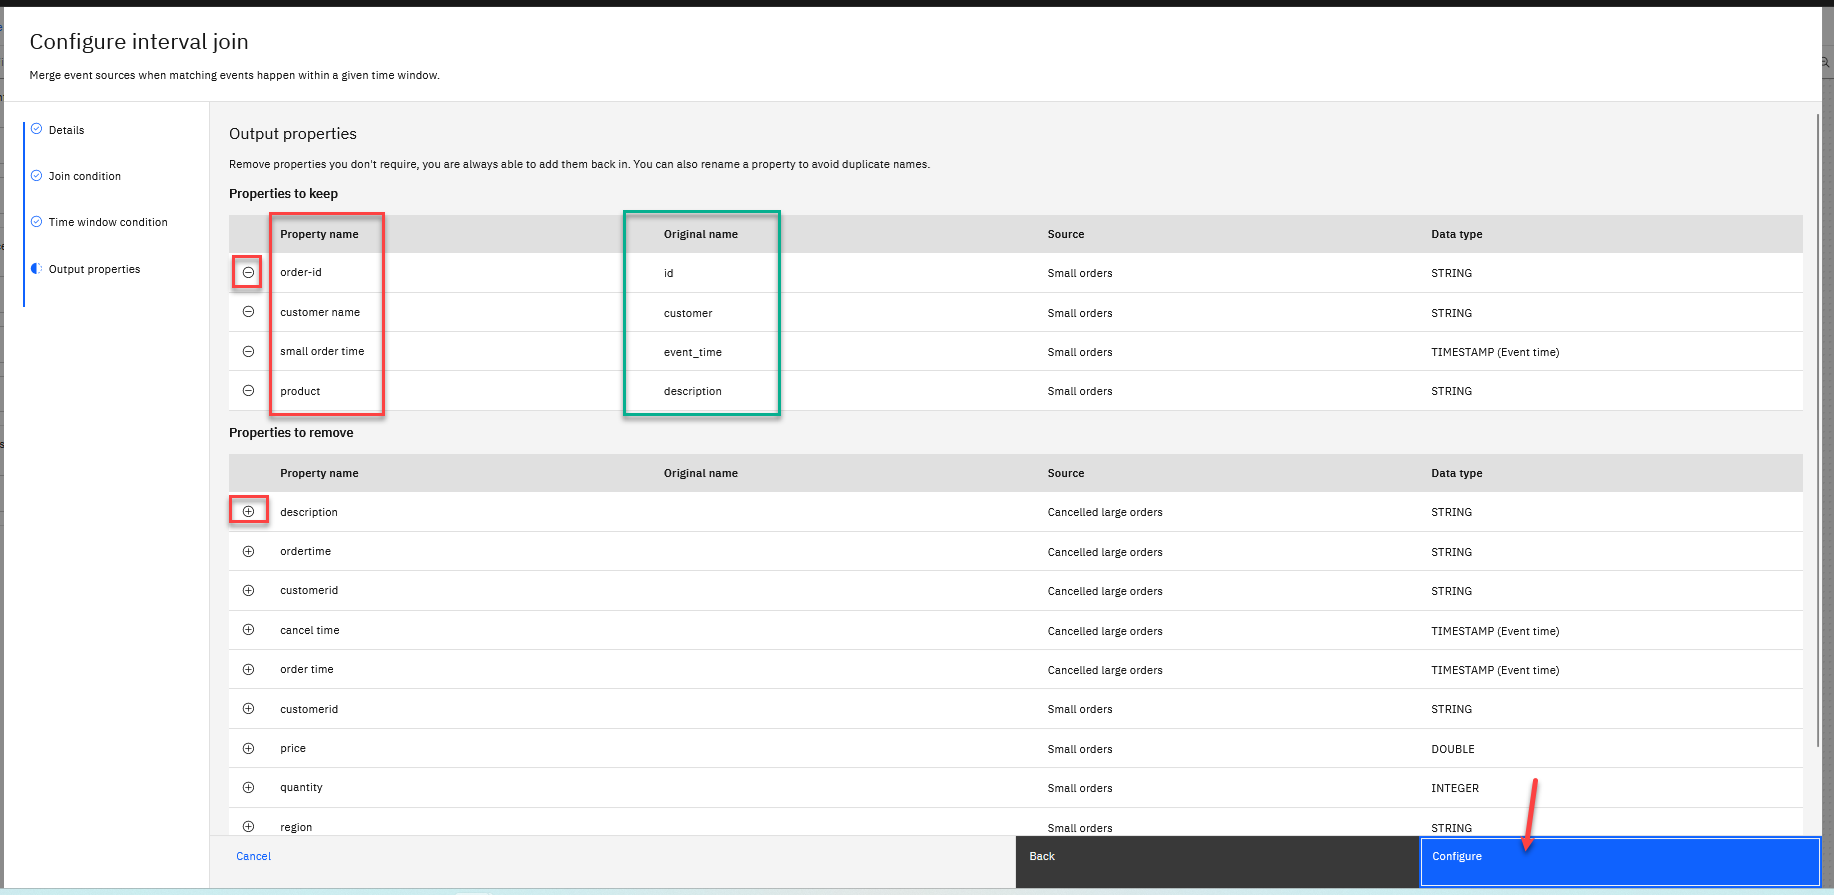 Configure interval join
Merge event sources when matching events happen within a given time window.
Details
Join condition
Time window condition
Output properties
Output properties
Remove properties you don't require, you are always able to add them back in. You can also rename a property to avoid duplicate names.
Properties to keep
Property name Original name Source Data type
order-id id Small orders STRING
customer name customer Small orders STRING
small order time event_time Small orders TIMESTAMP (Event time)
product description Small orders STRING
Properties to remove
Property name Original name Source Data type
description Cancelled large orders STRING
ordertime Cancelled large orders STRING
customerid Cancelled large orders STRING
cancel time Cancelled large orders TIMESTAMP (Event time)
order time Cancelled large orders TIMESTAMP (Event time)
customerid Small orders STRING
price Small orders DOUBLE
quantity Small orders INTEGER
region Small orders STRING
Cancel Back Configure